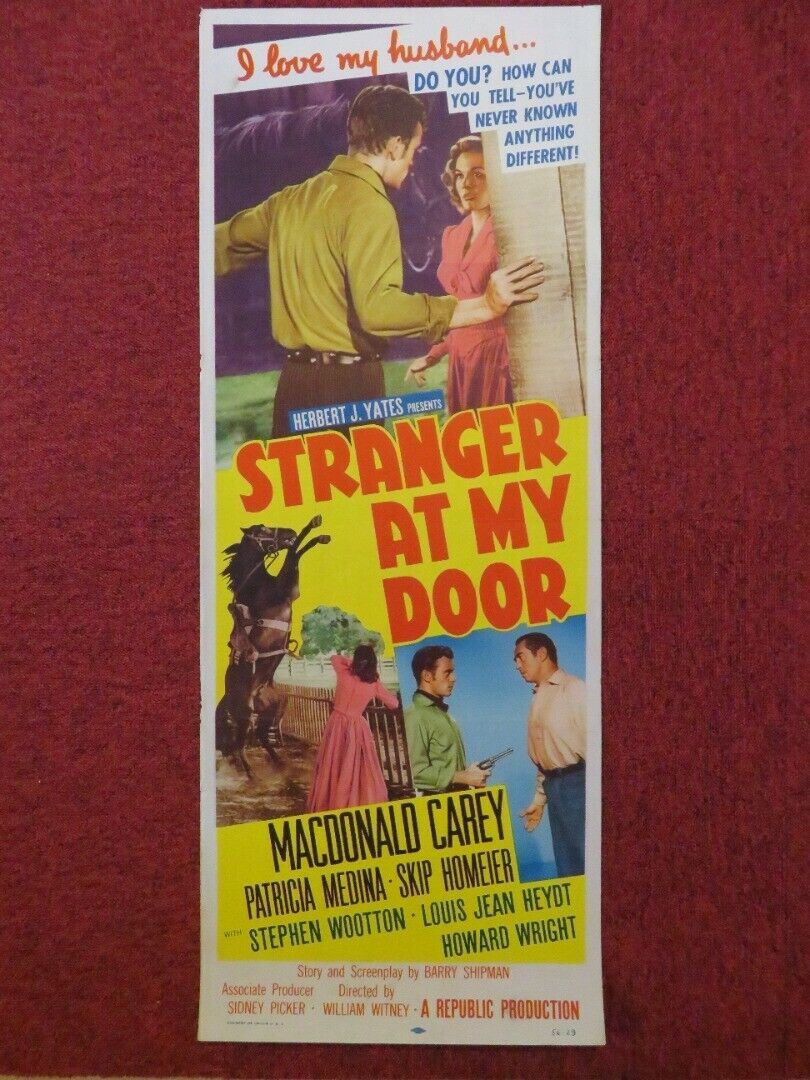 I love my husband...
DO YOU? HOW CAN
YOU TELL-YOU'VE
NEVER KNOWN
ANYTHING
DIFFERENT!
HERBERT J. YATES PRESENTS
STRANGER
AT MY
DOOR
MACDONALD CAREY
PATRICIA MEDINA · SKIP HOMEIER
WITH STEPHEN WOOTTON · LOUIS JEAN HEYDT
HOWARD WRIGHT
Story and Screenplay by BARRY SHIPMAN
Associate Producer Directed by
SIDNEY PICKER · WILLIAM WITNEY · A REPUBLIC PRODUCTION